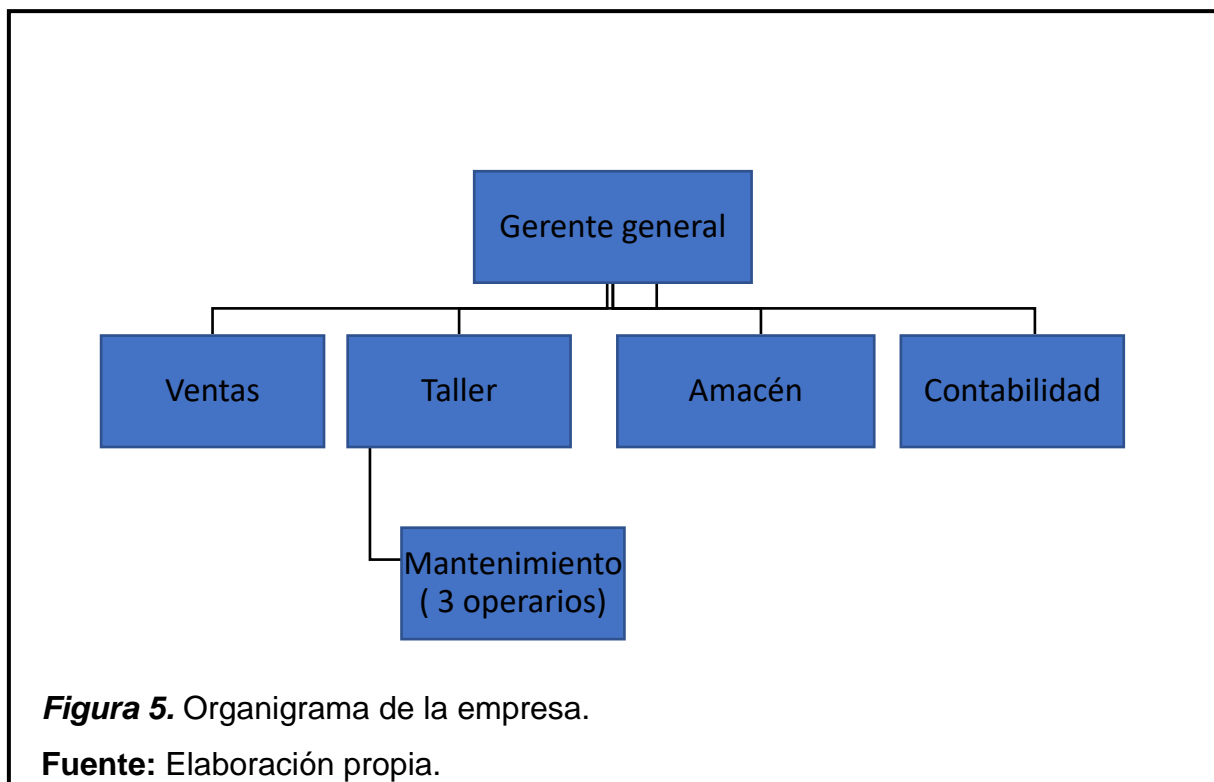 Gerente general
Ventas
Taller
Amacén
Contabilidad
Mantenimiento
( 3 operarios)
Figura 5. Organigrama de la empresa.
Fuente: Elaboración propia.